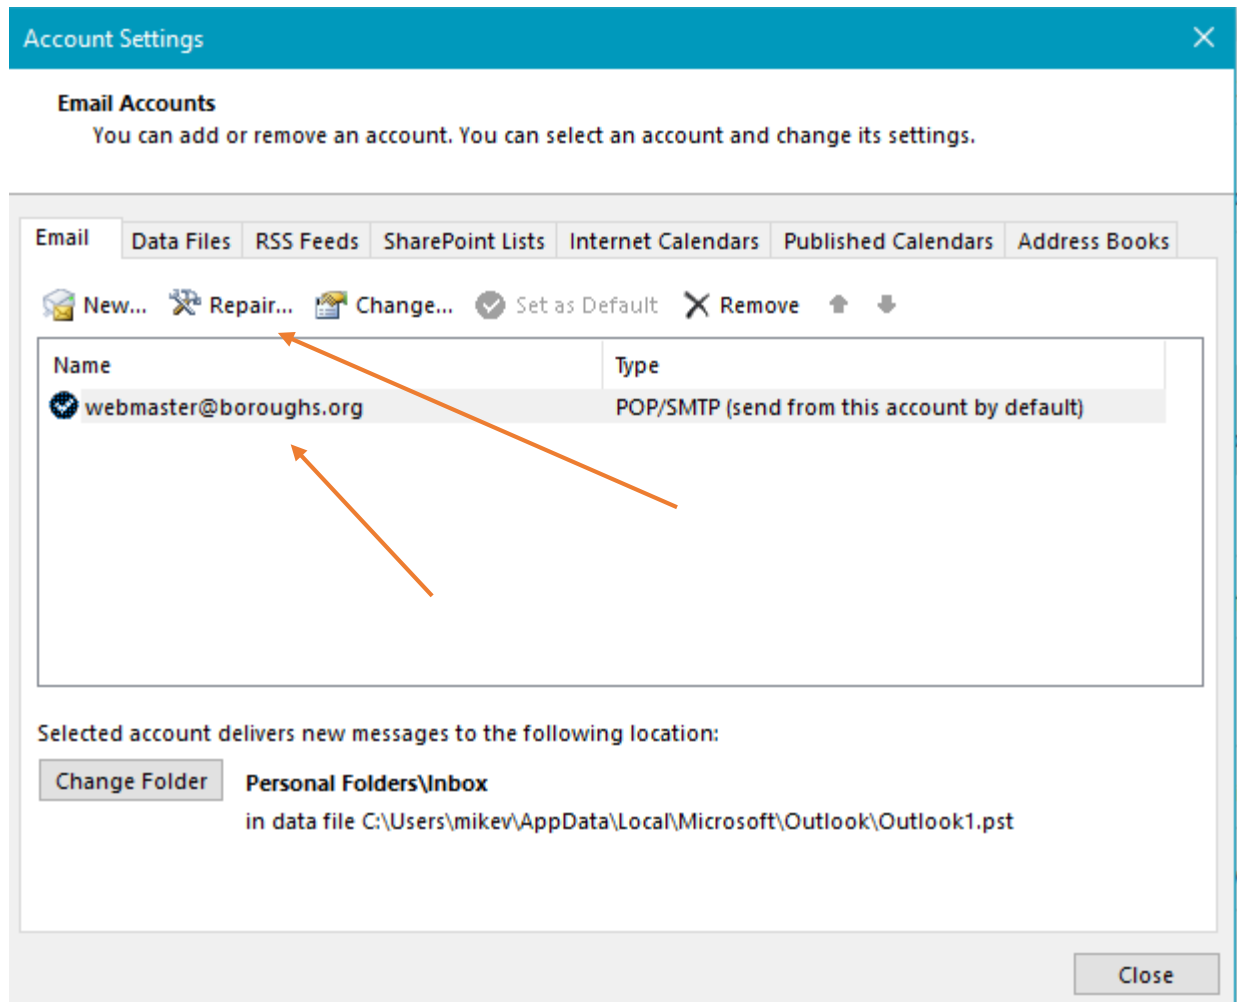 Account Settings
Email Accounts
You can add or remove an account. You can select an account and change its settings.
Email Data Files RSS Feeds SharePoint Lists Internet Calendars Published Calendars Address Books
New... Repair... Change... Set as Default Remove
Name Type
webmaster@boroughs.org POP/SMTP (send from this account by default)
Selected account delivers new messages to the following location:
Change Folder Personal Folders\Inbox
in data file C:\Users\mikev\AppData\Local\Microsoft\Outlook\Outlook1.pst
Close